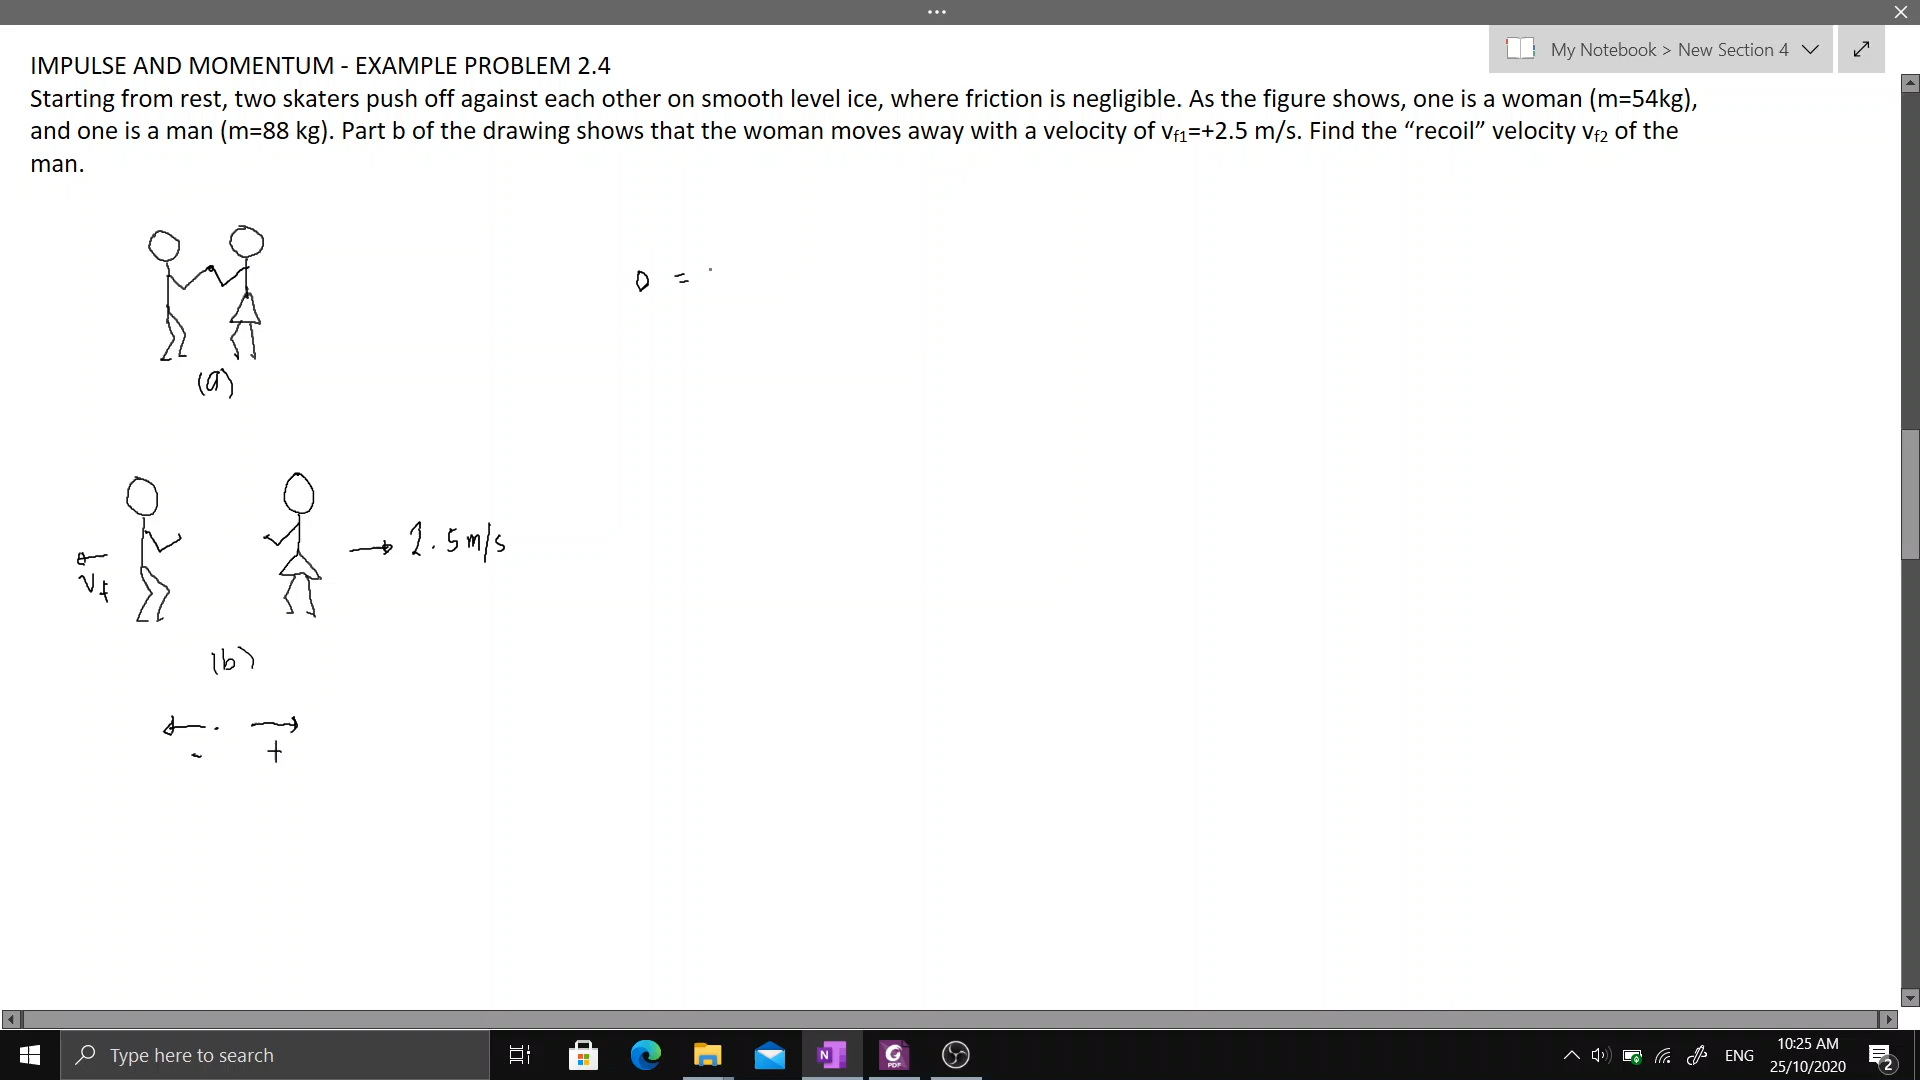 My Notebook > New Section 4
IMPULSE AND MOMENTUM - EXAMPLE PROBLEM 2.4
Starting from rest, two skaters push off against each other on smooth level ice, where friction is negligible. As the figure shows, one is a woman (m=54kg),
and one is a man (m=88 kg). Part b of the drawing shows that the woman moves away with a velocity of vf1=+2.5 m/s. Find the “recoil” velocity vf2 of the
man.
0 =
(a)
2.5 m/s
vf
(b)
- +
Type here to search
ENG
10:25 AM
25/10/2020
2